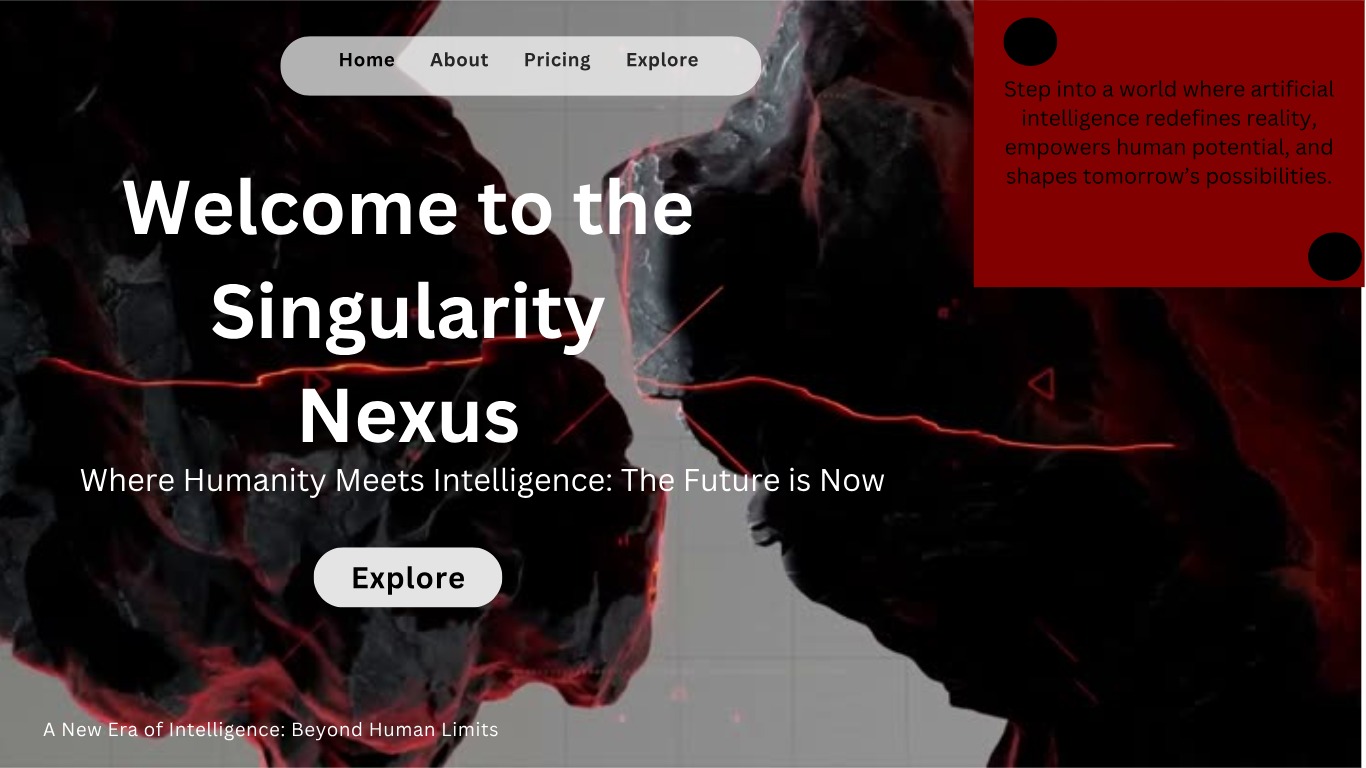 Home About Pricing Explore
Step into a world where artificial
intelligence redefines reality,
empowers human potential, and
shapes tomorrow's possibilities.
Welcome to the
Singularity
Nexus
Where Humanity Meets Intelligence: The Future is Now
Explore
A New Era of Intelligence: Beyond Human Limits